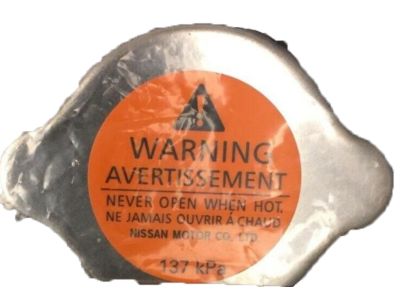 WARNING
AVERTISSEMENT
NEVER OPEN WHEN HOT.
NE JAMAIS OUVRIR À CHAUD
NISSAN MOTOR CO., LTD.
137 kPa